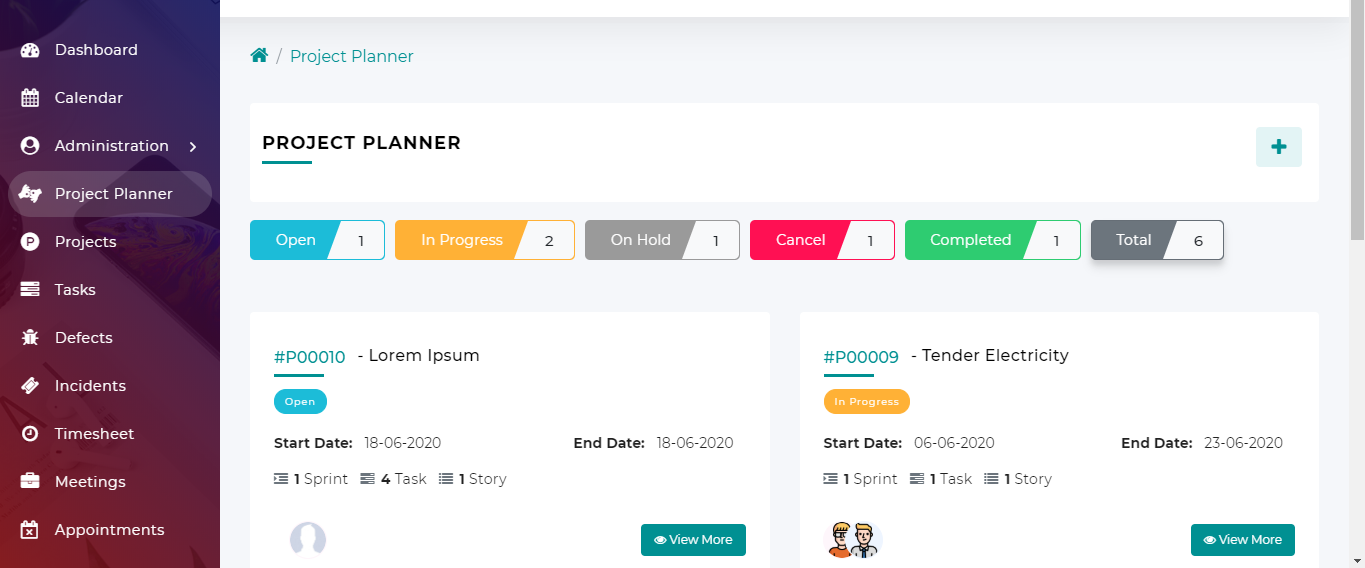 Dashboard
Calendar
Administration
Project Planner
Projects
Tasks
Defects
Incidents
Timesheet
Meetings
Appointments
/ Project Planner
PROJECT PLANNER
Open 1 In Progress 2 On Hold 1 Cancel 1 Completed 1 Total 6
#P00010 - Lorem Ipsum
Open
Start Date: 18-06-2020 End Date: 18-06-2020
1 Sprint 4 Task 1 Story
View More
#P00009 - Tender Electricity
In Progress
Start Date: 06-06-2020 End Date: 23-06-2020
1 Sprint 1 Task 1 Story
View More